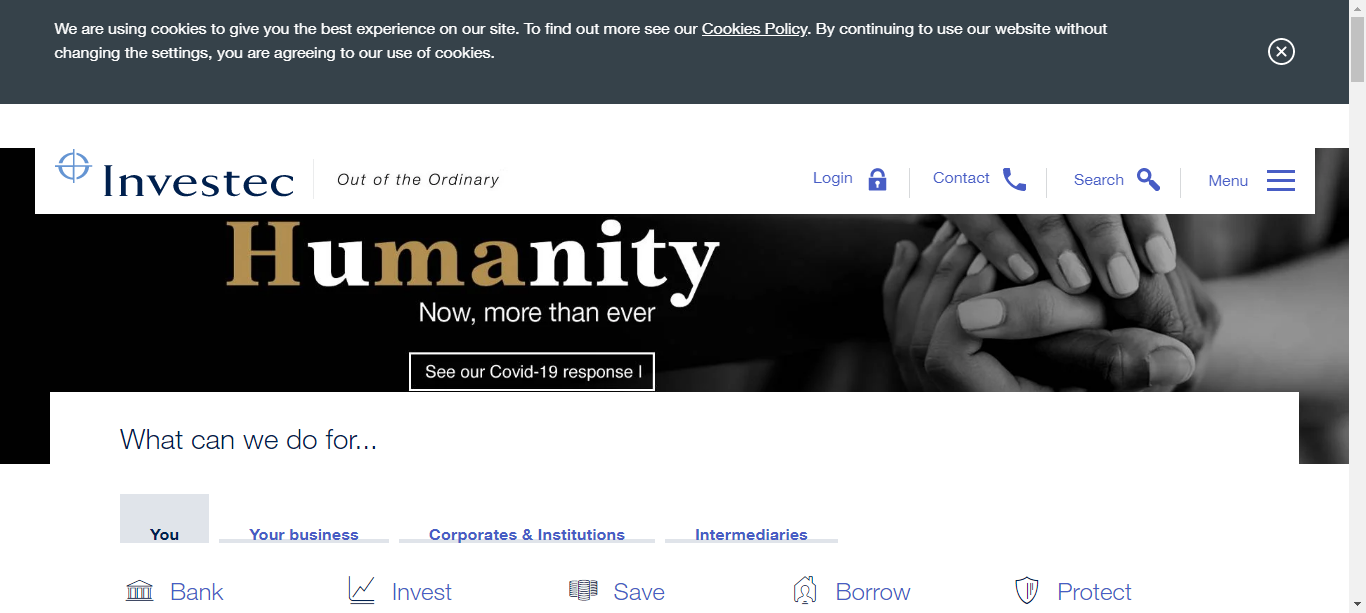 We are using cookies to give you the best experience on our site. To find out more see our Cookies Policy. By continuing to use our website without
changing the settings, you are agreeing to our use of cookies.
Investec
Out of the Ordinary
Login
Contact
Search
Menu
Humanity
Now, more than ever
See our Covid-19 response |
What can we do for...
You
Your business
Corporates & Institutions
Intermediaries
Bank
Invest
Save
Borrow
Protect